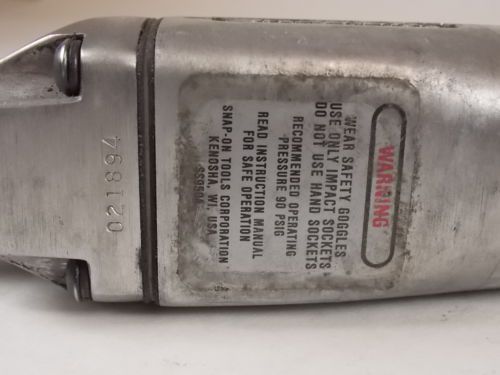 WARNING
WEAR SAFETY GOGGLES
USE ONLY IMPACT SOCKETS
DO NOT USE HAND SOCKETS
RECOMMENDED OPERATING
PRESSURE 90 PSIG
READ INSTRUCTION MANUAL
FOR SAFE OPERATION
SNAP-ON TOOLS CORPORATION
KENOSHA, WI, USA
021894